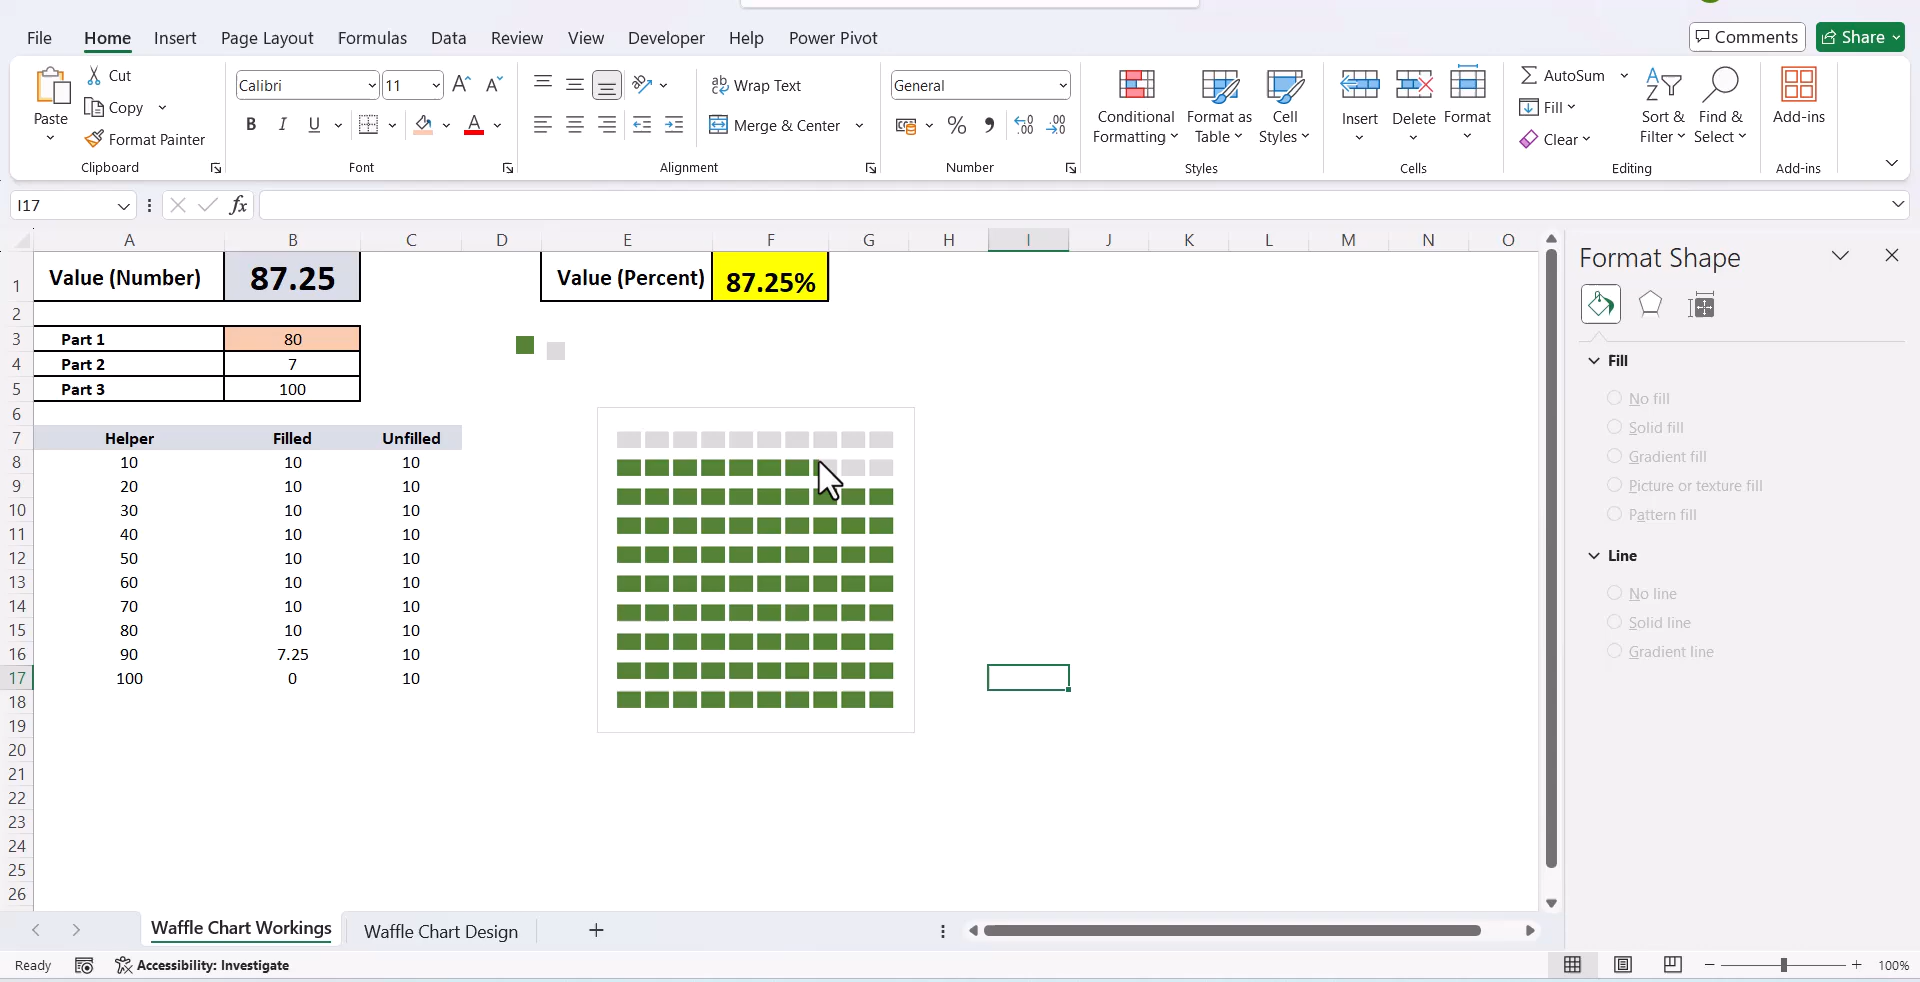 File Home Insert Page Layout Formulas Data Review View Developer Help Power Pivot Comments Share
Paste Cut Copy Format Painter Clipboard
Calibri 11 A A B I U A Font
ab Wrap Text Merge & Center Alignment
General % 9 .00 .00 Number
Conditional Formatting Format as Table Cell Styles Styles
Insert Delete Format Cells
AutoSum Fill Clear Sort & Filter Find & Select Editing
Add-ins Add-ins
I17 fx
A B C D E F G H I J K L M N O
1 Value (Number) 87.25 Value (Percent) 87.25%
2
3 Part 1 80
4 Part 2 7
5 Part 3 100
6
7 Helper Filled Unfilled
8 10 10 10
9 20 10 10
10 30 10 10
11 40 10 10
12 50 10 10
13 60 10 10
14 70 10 10
15 80 10 10
16 90 7.25 10
17 100 0 10
18
19
20
21
22
23
24
25
26
Format Shape
Fill
No fill
Solid fill
Gradient fill
Picture or texture fill
Pattern fill
Line
No line
Solid line
Gradient line
Waffle Chart Workings Waffle Chart Design
Ready Accessibility: Investigate 100%